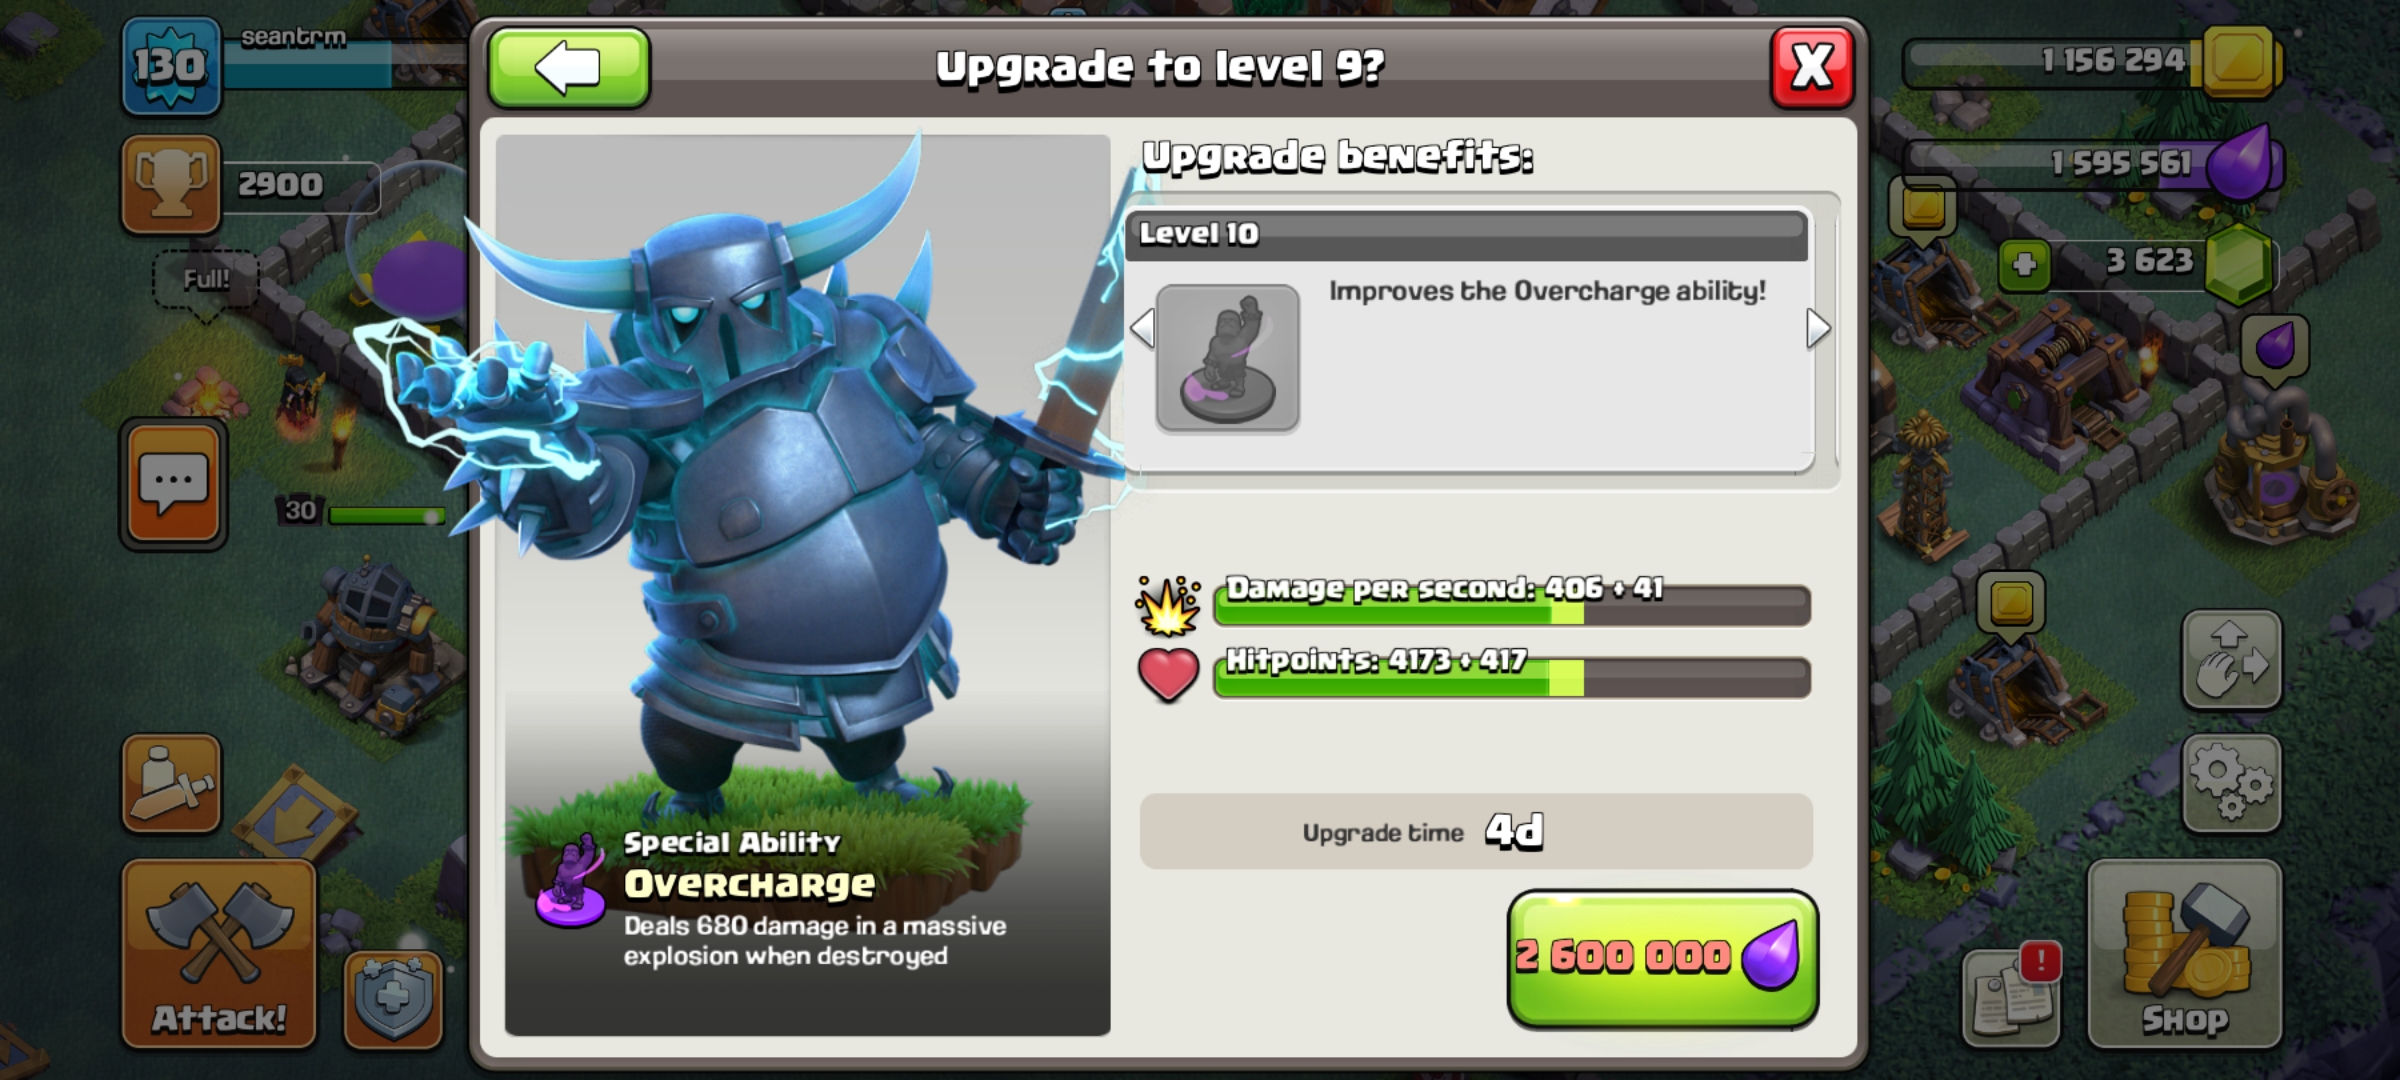 130
seantrm
2900
Full!
30
Attack!
Upgrade to level 9?
X
Special Ability
Overcharge
Deals 680 damage in a massive
explosion when destroyed
Upgrade benefits:
Level 10
Improves the Overcharge ability!
Damage per second: 406 + 41
Hitpoints: 4173 + 417
Upgrade time 4d
2 600 000
1 156 294
1 595 561
3 623
!
Shop